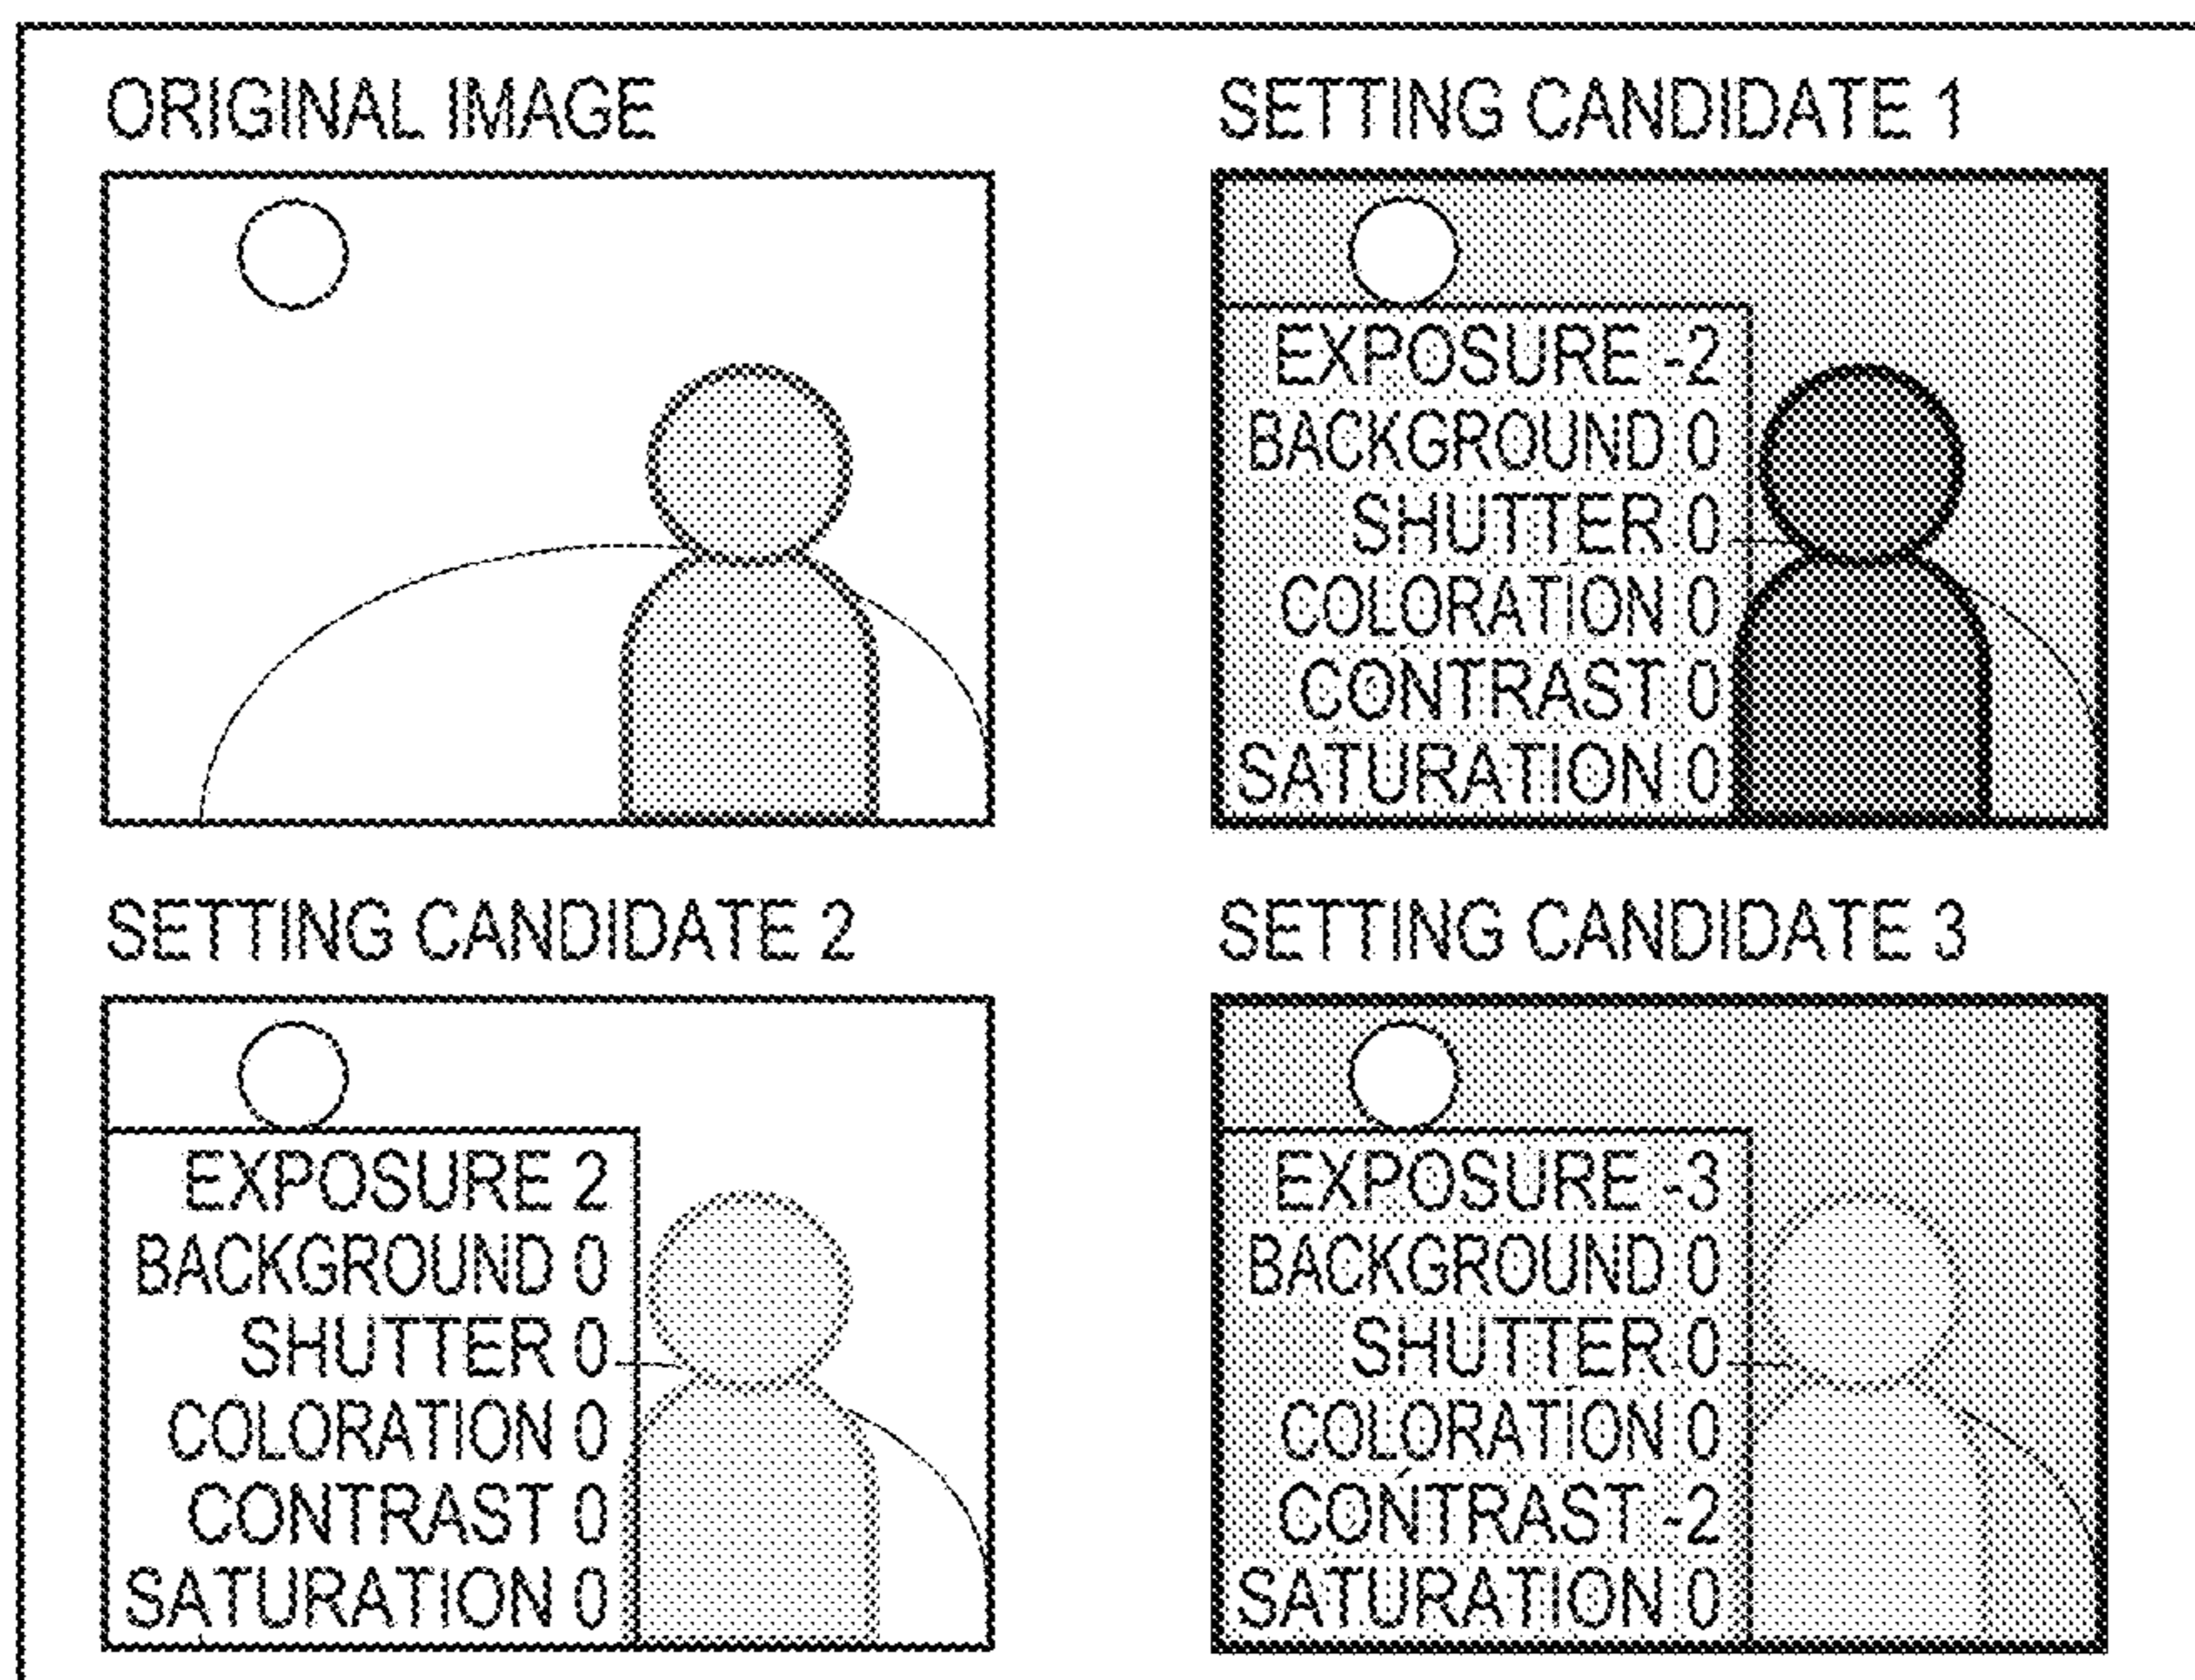 ORIGINAL IMAGE
SETTING CANDIDATE 1
EXPOSURE -2
BACKGROUND 0
SHUTTER 0
COLORATION 0
CONTRAST 0
SATURATION 0
SETTING CANDIDATE 2
EXPOSURE 2
BACKGROUND 0
SHUTTER 0
COLORATION 0
CONTRAST 0
SATURATION 0
SETTING CANDIDATE 3
EXPOSURE -3
BACKGROUND 0
SHUTTER 0
COLORATION 0
CONTRAST -2
SATURATION 0